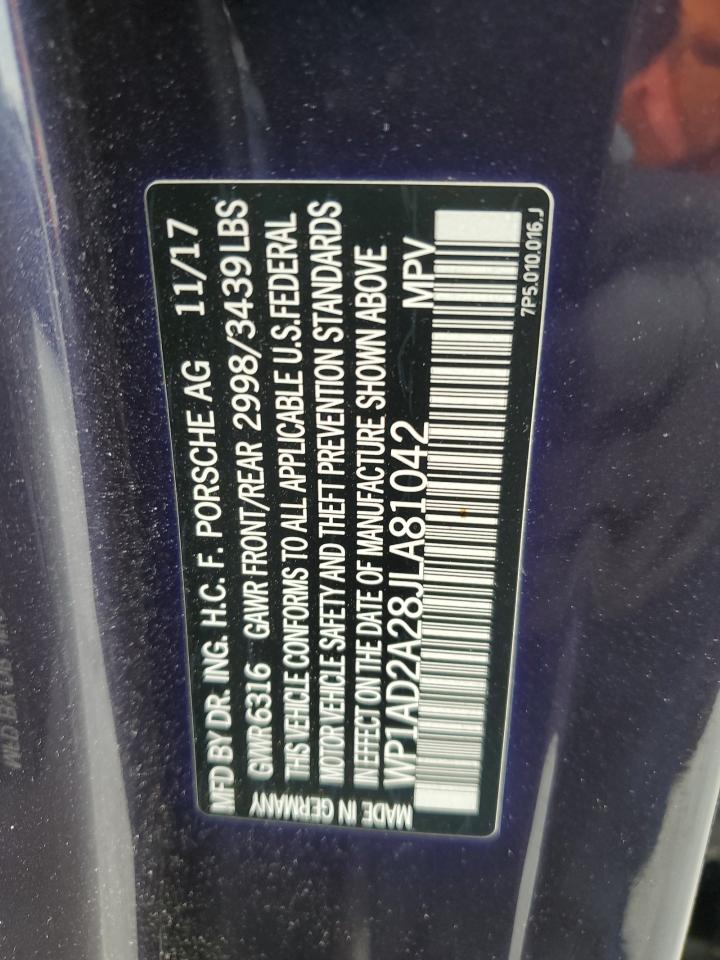 MFD BY DR. ING. H.C. F. PORSCHE AG 11/17
GVWR 6316 GAWR FRONT/REAR 2998/3439LBS
THIS VEHICLE CONFORMS TO ALL APPLICABLE U.S.FEDERAL
MOTOR VEHICLE SAFETY AND THEFT PREVENTION STANDARDS
IN EFFECT ON THE DATE OF MANUFACTURE SHOWN ABOVE
WP1AD2A28JLA81042 MPV
MADE IN GERMANY
7P5.010.016.J